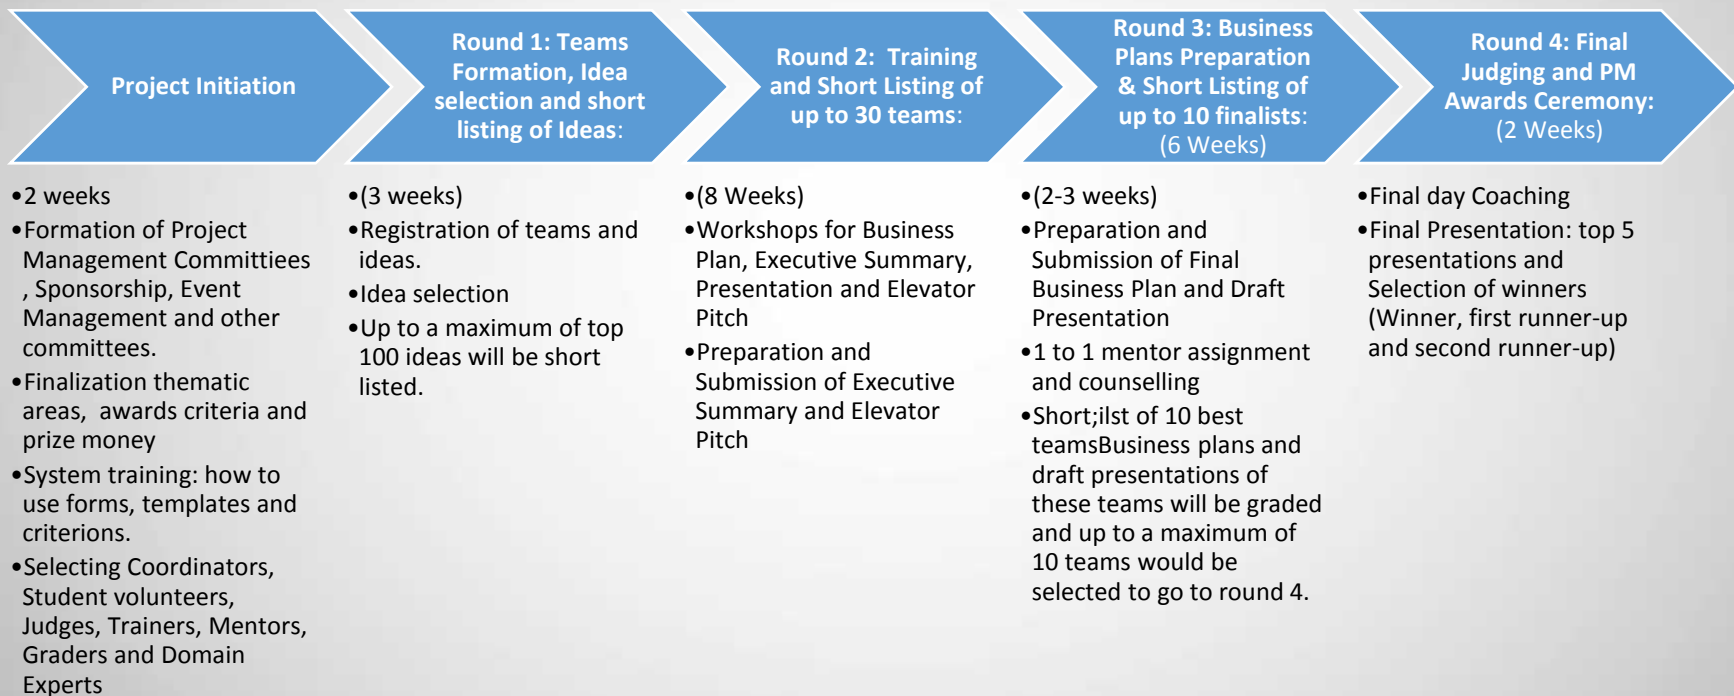 Project Initiation
•2 weeks
•Formation of Project
Management Committiees
, Sponsorship, Event
Management and other
committees.
•Finalization thematic
areas, awards criteria and
prize money
•System training: how to
use forms, templates and
criterions.
•Selecting Coordinators,
Student volunteers,
Judges, Trainers, Mentors,
Graders and Domain
Experts
Round 1: Teams
Formation, Idea
selection and short
listing of Ideas:
•(3 weeks)
•Registration of teams and
ideas.
•Idea selection
•Up to a maximum of top
100 ideas will be short
listed.
Round 2: Training
and Short Listing of
up to 30 teams:
•(8 Weeks)
•Workshops for Business
Plan, Executive Summary,
Presentation and Elevator
Pitch
•Preparation and
Submission of Executive
Summary and Elevator
Pitch
Round 3: Business
Plans Preparation
& Short Listing of
up to 10 finalists:
(6 Weeks)
•(2-3 weeks)
•Preparation and
Submission of Final
Business Plan and Draft
Presentation
•1 to 1 mentor assignment
and counselling
•Short;ilst of 10 best
teamsBusiness plans and
draft presentations of
these teams will be graded
and up to a maximum of
10 teams would be
selected to go to round 4.
Round 4: Final
Judging and PM
Awards Ceremony:
(2 Weeks)
•Final day Coaching
•Final Presentation: top 5
presentations and
Selection of winners
(Winner, first runner-up
and second runner-up)